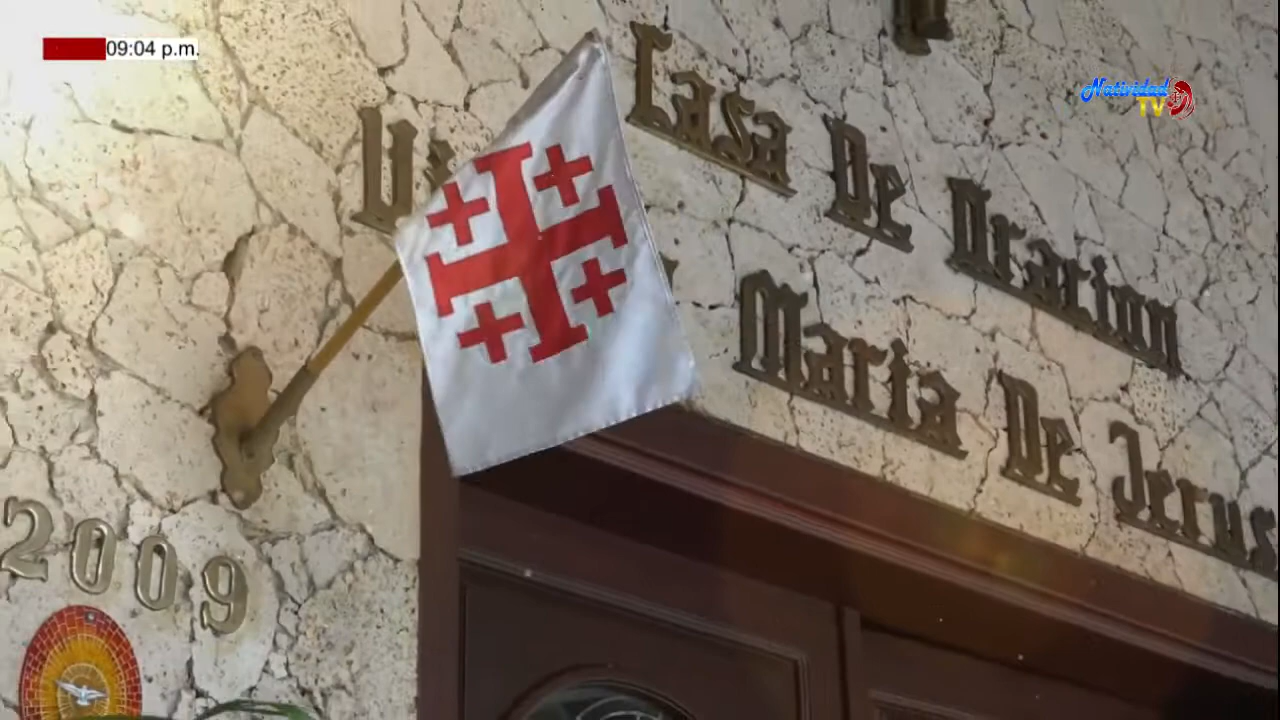 09:04 p.m.
Natividad
TV
Casa De Oracion
Maria De Jerus
2009